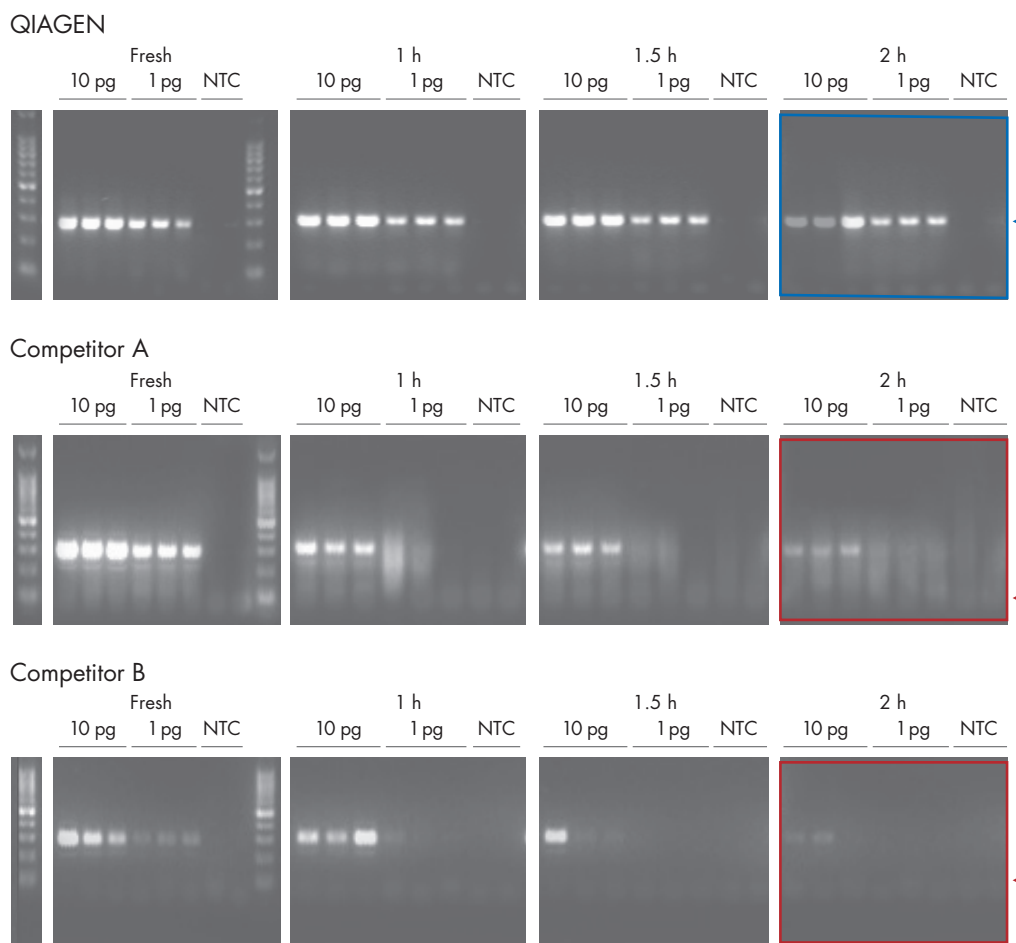 QIAGEN
Fresh 1 h 1.5 h 2 h
10 pg 1 pg NTC 10 pg 1 pg NTC 10 pg 1 pg NTC 10 pg 1 pg NTC
Competitor A
Fresh 1 h 1.5 h 2 h
10 pg 1 pg NTC 10 pg 1 pg NTC 10 pg 1 pg NTC 10 pg 1 pg NTC
Competitor B
Fresh 1 h 1.5 h 2 h
10 pg 1 pg NTC 10 pg 1 pg NTC 10 pg 1 pg NTC 10 pg 1 pg NTC